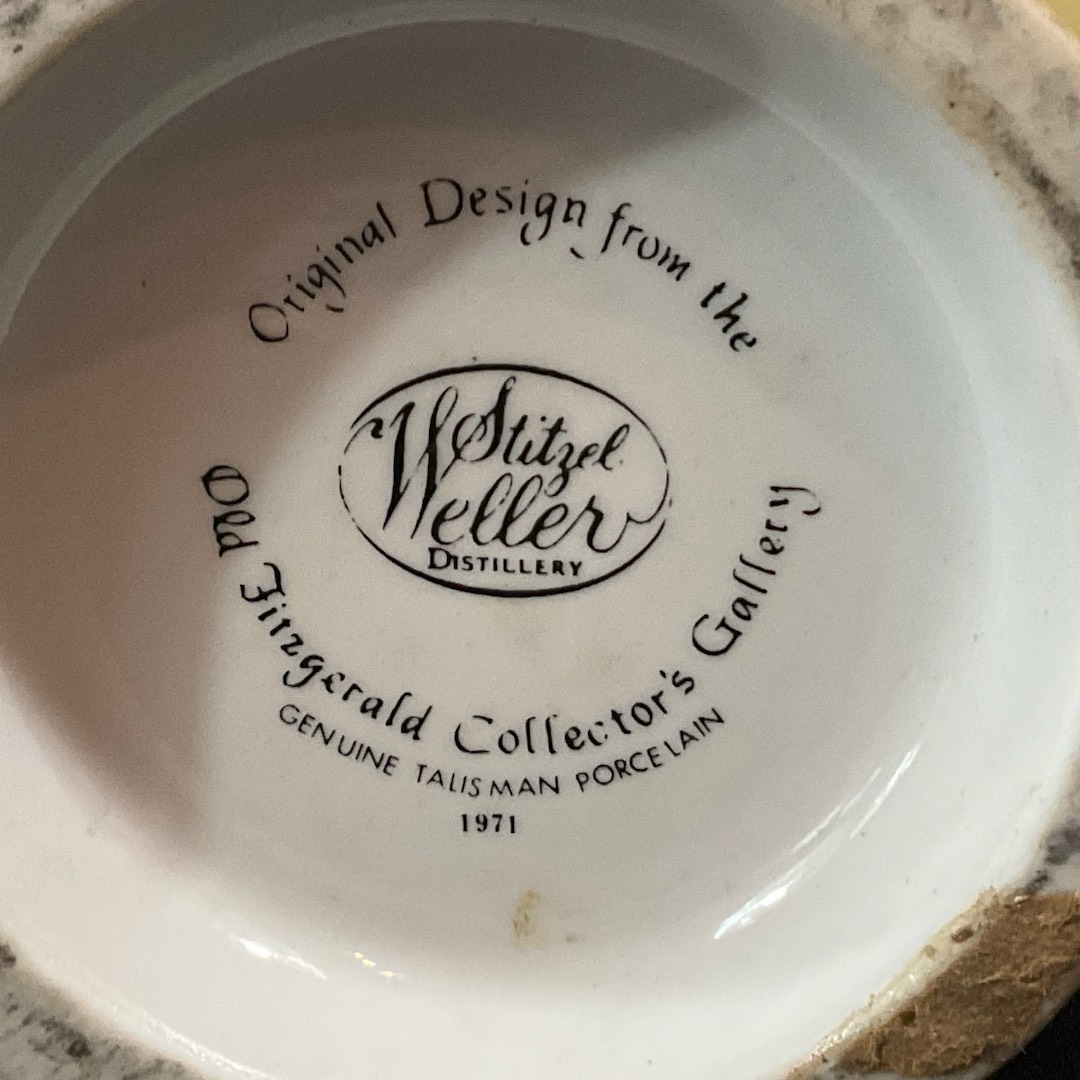 Original Design from the
Stitzel
Weller
DISTILLERY
Old Fitzgerald Collector's Gallery
GENUINE TALISMAN PORCELAIN
1971